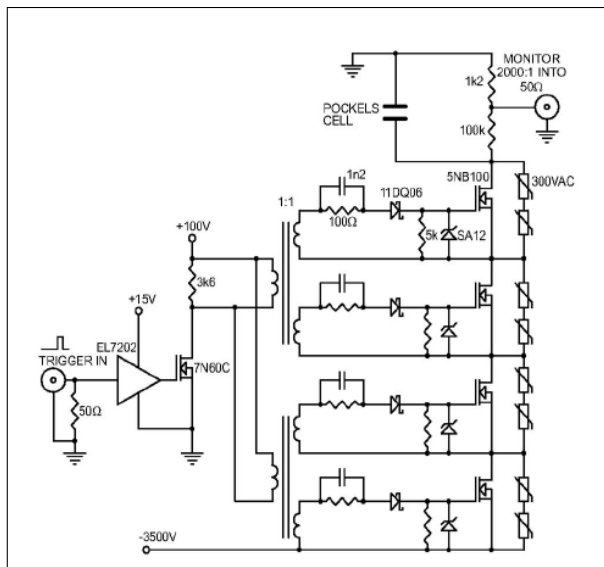 MONITOR
2000:1 INTO
50Ω
1k2
POCKELS
CELL
100k
5NB100
300VAC
1n2
11DQ06
1:1
100Ω
5k
SA12
+100V
3k6
+15V
EL7202
TRIGGER IN
7N60C
50Ω
-3500V